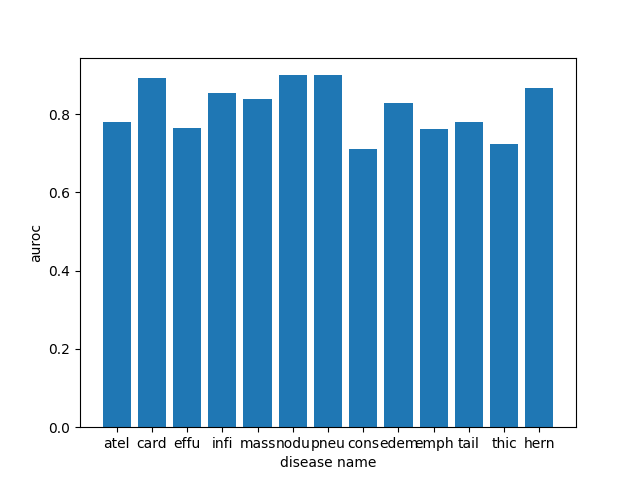 0.8
0.6
0.4
0.2
0.0
auroc
atel card effu infi mass nodu pneu cons edem emph tail thic hern
disease name